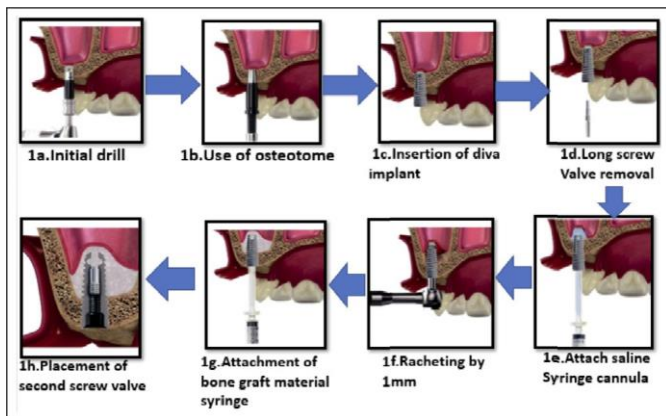 1a.Initial drill
1b.Use of osteotome
1c.Insertion of diva
implant
1d.Long screw
Valve removal
1e.Attach saline
Syringe cannula
1f.Racheting by
1mm
1g.Attachment of
bone graft material
syringe
1h.Placement of
second screw valve